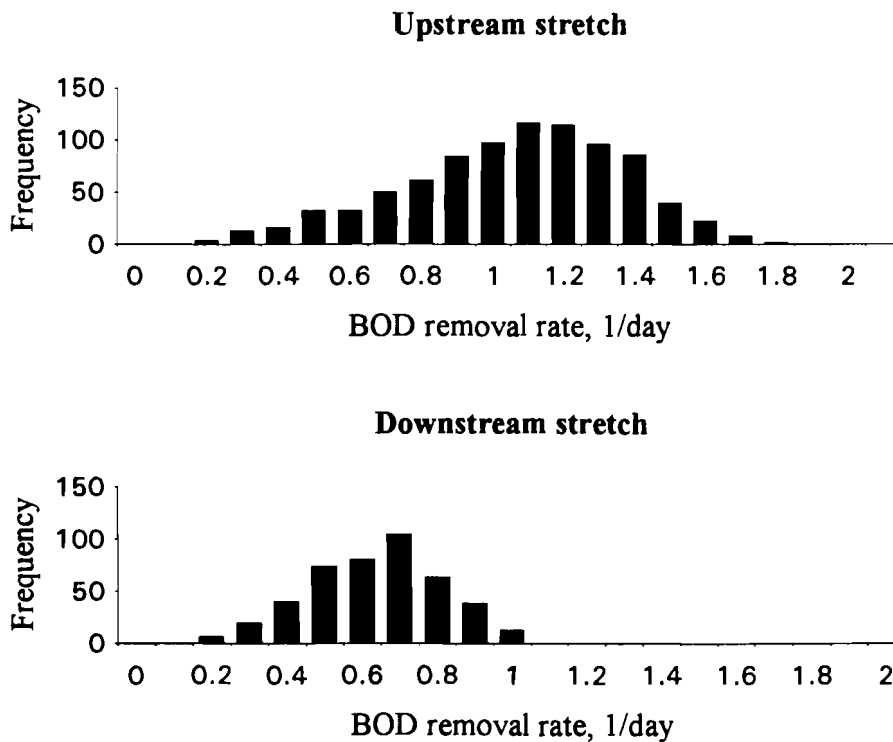 Upstream stretch
150
100
50
0
Frequency
0 0.2 0.4 0.6 0.8 1 1.2 1.4 1.6 1.8 2
BOD removal rate, 1/day
Downstream stretch
150
100
50
0
Frequency
0 0.2 0.4 0.6 0.8 1 1.2 1.4 1.6 1.8 2
BOD removal rate, 1/day